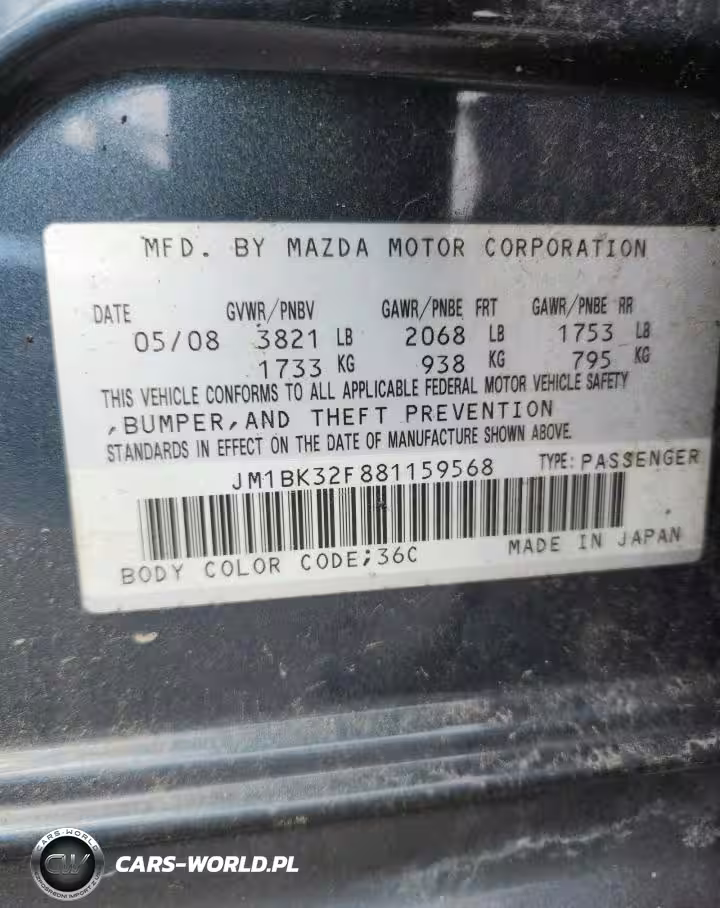 MFD. BY MAZDA MOTOR CORPORATION
DATE GVWR/PNBV GAWR/PNBE FRT GAWR/PNBE RR
05/08 3821 LB 2068 LB 1753 LB
1733 KG 938 KG 795 KG
THIS VEHICLE CONFORMS TO ALL APPLICABLE FEDERAL MOTOR VEHICLE SAFETY
,BUMPER,AND THEFT PREVENTION
STANDARDS IN EFFECT ON THE DATE OF MANUFACTURE SHOWN ABOVE.
JM1BK32F881159568 TYPE: PASSENGER
BODY COLOR CODE;36C MADE IN JAPAN
CARS-WORLD
CW
CARS-WORLD.PL